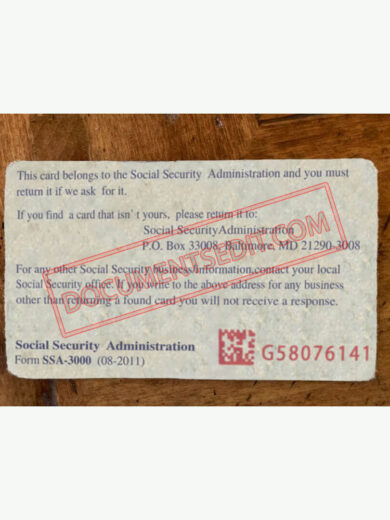 This card belongs to the Social Security Administration and you must
return it if we ask for it.
If you find a card that isn't yours, please return it to:
Social SecurityAdministration
P.O. Box 33008, Baltimore, MD 21290-3008
For any other Social Security business/information,contact your local
Social Security office. If you write to the above address for any business
other than returning a found card you will not receive a response.
DOCUMENTSEDIT.COM
Social Security Administration
Form SSA-3000 (08-2011)
G58076141